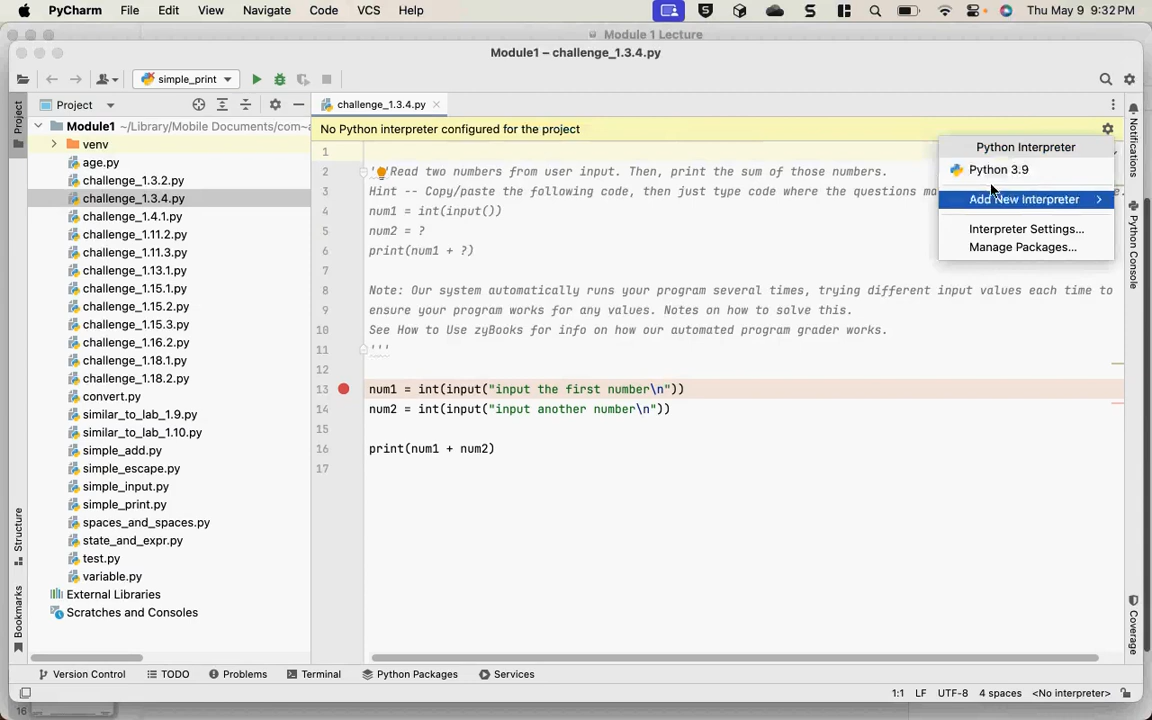 PyCharm File Edit View Navigate Code VCS Help Thu May 9 9:32 PM
Module 1 Lecture
Module1 – challenge_1.3.4.py
simple_print
Project
challenge_1.3.4.py
No Python interpreter configured for the project
Python Interpreter
Python 3.9
Add New Interpreter
Interpreter Settings...
Manage Packages...
Project
Module1 ~/Library/Mobile Documents/com~a
venv
age.py
challenge_1.3.2.py
challenge_1.3.4.py
challenge_1.4.1.py
challenge_1.11.2.py
challenge_1.11.3.py
challenge_1.13.1.py
challenge_1.15.1.py
challenge_1.15.2.py
challenge_1.15.3.py
challenge_1.16.2.py
challenge_1.18.1.py
challenge_1.18.2.py
convert.py
similar_to_lab_1.9.py
similar_to_lab_1.10.py
simple_add.py
simple_escape.py
simple_input.py
simple_print.py
spaces_and_spaces.py
state_and_expr.py
test.py
variable.py
External Libraries
Scratches and Consoles
Structure
Bookmarks
1
2 '''Read two numbers from user input. Then, print the sum of those numbers.
3 Hint -- Copy/paste the following code, then just type code where the questions ma
4 num1 = int(input())
5 num2 = ?
6 print(num1 + ?)
7
8 Note: Our system automatically runs your program several times, trying different input values each time to
9 ensure your program works for any values. Notes on how to solve this.
10 See How to Use zyBooks for info on how our automated program grader works.
11 '''
12
13 num1 = int(input("input the first number\n"))
14 num2 = int(input("input another number\n"))
15
16 print(num1 + num2)
17
Notifications
Python Console
Coverage
Version Control TODO Problems Terminal Python Packages Services
1:1 LF UTF-8 4 spaces <No interpreter>
16